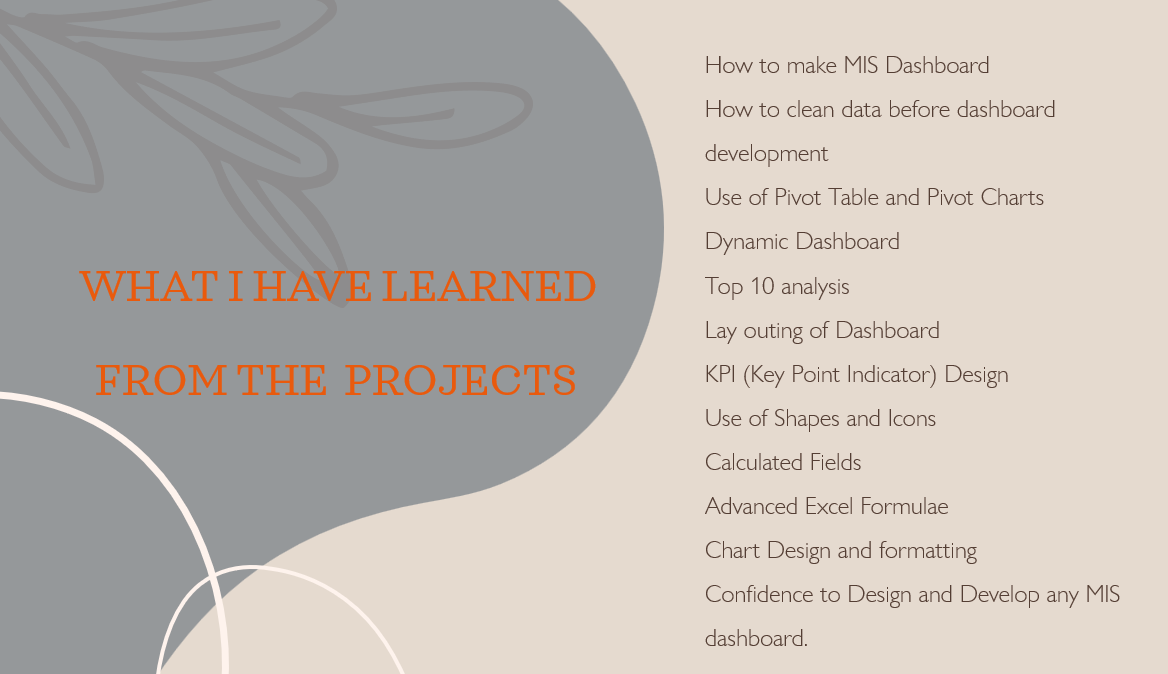 WHAT I HAVE LEARNED
FROM THE PROJECTS
How to make MIS Dashboard
How to clean data before dashboard
development
Use of Pivot Table and Pivot Charts
Dynamic Dashboard
Top 10 analysis
Lay outing of Dashboard
KPI (Key Point Indicator) Design
Use of Shapes and Icons
Calculated Fields
Advanced Excel Formulae
Chart Design and formatting
Confidence to Design and Develop any MIS
dashboard.